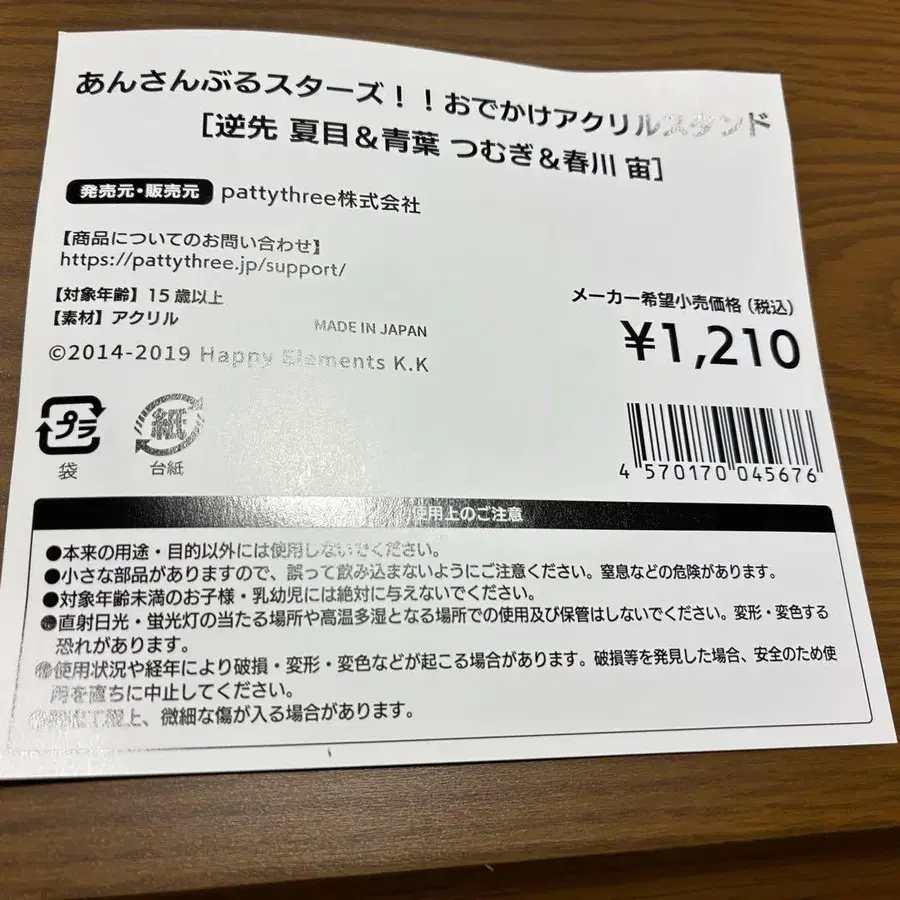 あんさんぶるスターズ！！おでかけアクリルスタンド
［逆先 夏目＆青葉 つむぎ＆春川 宙］
発売元・販売元 pattythree株式会社
【商品についてのお問い合わせ】
https://pattythree.jp/support/
【対象年齢】15歳以上
【素材】アクリル
MADE IN JAPAN
©2014-2019 Happy Elements K.K
メーカー希望小売価格（税込）
¥1,210
プラ
袋
紙
台紙
4 570170 045676
使用上のご注意
●本来の用途・目的以外には使用しないでください。
●小さな部品がありますので、誤って飲み込まないようにご注意ください。窒息などの危険があります。
●対象年齢未満のお子様・乳幼児には絶対に与えないでください。
●直射日光・蛍光灯の当たる場所や高温多湿となる場所での使用及び保管はしないでください。変形・変色する
恐れがあります。
●使用状況や経年により破損・変形・変色などが起こる場合があります。破損等を発見した場合、安全のため使
用を直ちに中止してください。
上、微細な傷が入る場合があります。